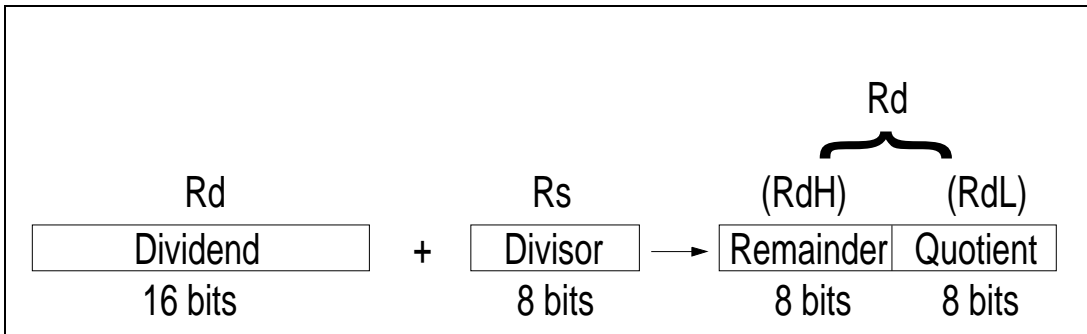 Rd
Rd Rs (RdH) (RdL)
Dividend + Divisor Remainder Quotient
16 bits 8 bits 8 bits 8 bits